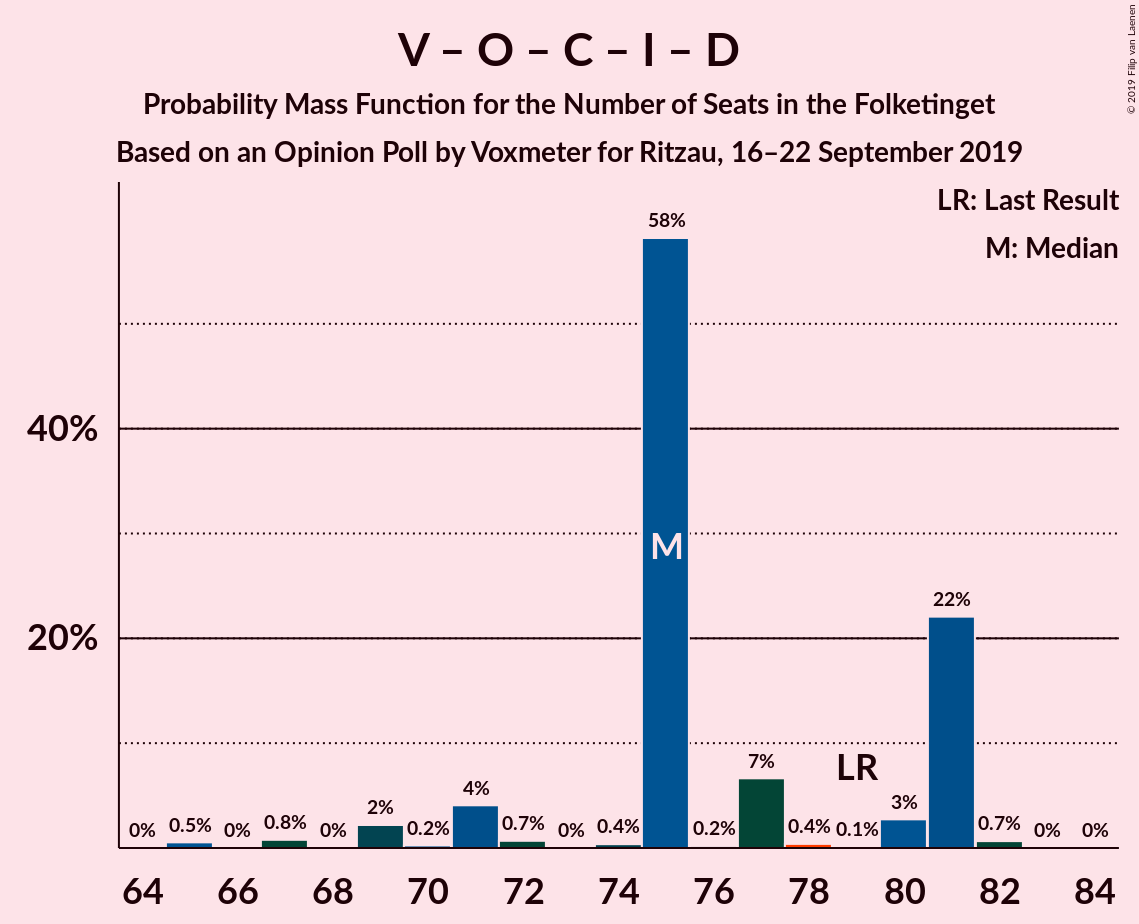 V – O – C – I – D
Probability Mass Function for the Number of Seats in the Folketinget
Based on an Opinion Poll by Voxmeter for Ritzau, 16–22 September 2019
© 2019 Filip van Laenen
LR: Last Result
M: Median
40%
20%
0% 0.5% 0% 0.8% 0% 2% 0.2% 4% 0.7% 0% 0.4% 58% 0.2% 7% 0.4% 0.1% 3% 22% 0.7% 0% 0%
M
LR
64 66 68 70 72 74 76 78 80 82 84